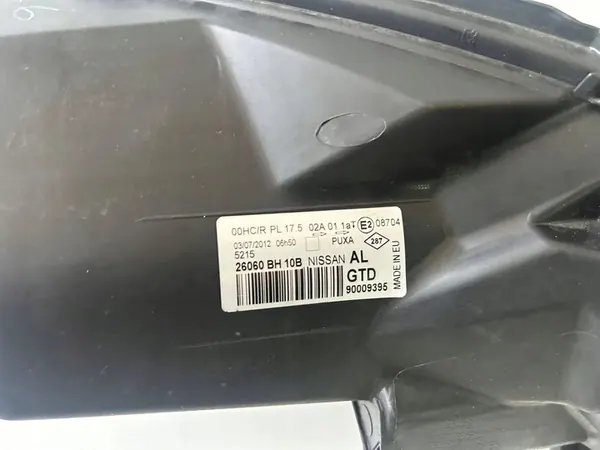 00HC/R PL 17.5 02A 01 1aT E2 08704
03/07/2012 06h50 PUXA 287
5215
26060 BH 10B NISSAN AL
GTD
90009395
MADE IN EU